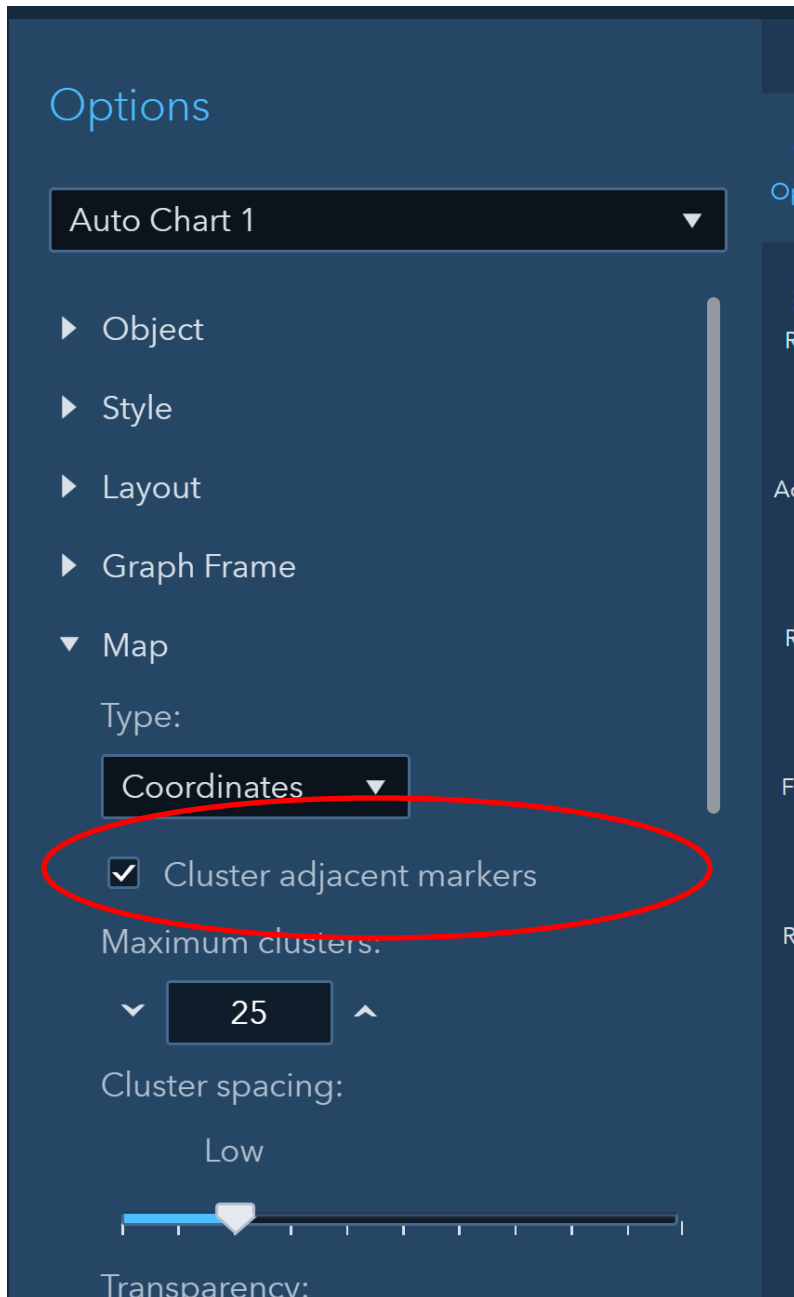 Options
Auto Chart 1
Object
Style
Layout
Graph Frame
Map
Type:
Coordinates
Cluster adjacent markers
Maximum clusters:
25
Cluster spacing:
Low
Transparency: